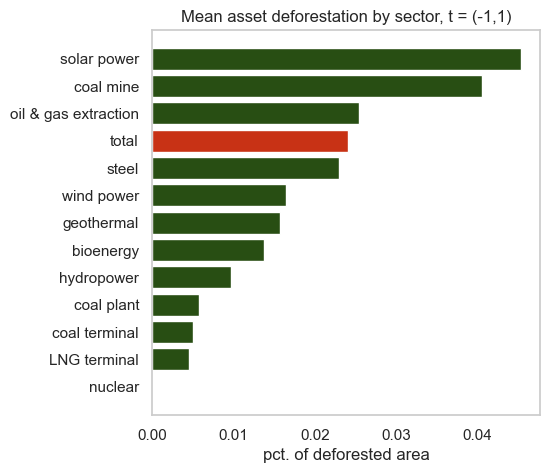 Mean asset deforestation by sector, t = (-1,1)
solar power
coal mine
oil & gas extraction
total
steel
wind power
geothermal
bioenergy
hydropower
coal plant
coal terminal
LNG terminal
nuclear
0.00 0.01 0.02 0.03 0.04
pct. of deforested area